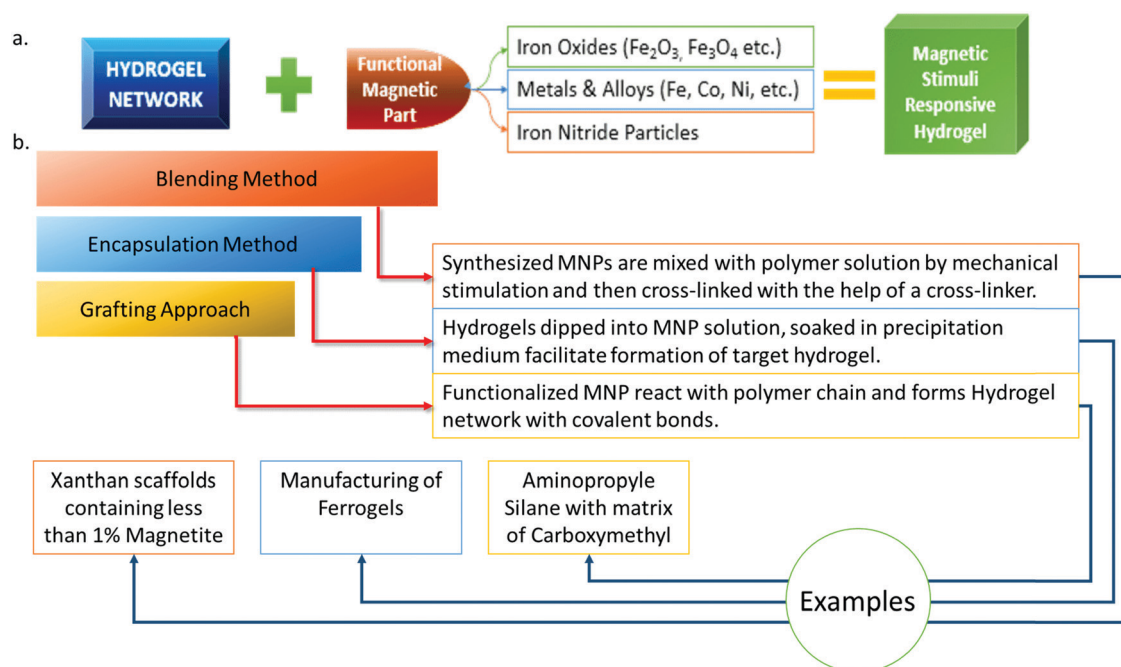 a.
HYDROGEL
NETWORK
Functional
Magnetic
Part
Iron Oxides (Fe₂O₃, Fe₃O₄ etc.)
Metals & Alloys (Fe, Co, Ni, etc.)
Iron Nitride Particles
Magnetic
Stimuli
Responsive
Hydrogel
b.
Blending Method
Encapsulation Method
Grafting Approach
Synthesized MNPs are mixed with polymer solution by mechanical
stimulation and then cross-linked with the help of a cross-linker.
Hydrogels dipped into MNP solution, soaked in precipitation
medium facilitate formation of target hydrogel.
Functionalized MNP react with polymer chain and forms Hydrogel
network with covalent bonds.
Xanthan scaffolds
containing less
than 1% Magnetite
Manufacturing of
Ferrogels
Aminopropyle
Silane with matrix
of Carboxymethyl
Examples